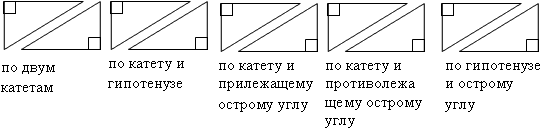 по двум
катетам
по катету и
гипотенузе
по катету и
прилежащему
острому углу
по катету и
противолежа
щему острому
углу
по гипотенузе
и острому
углу